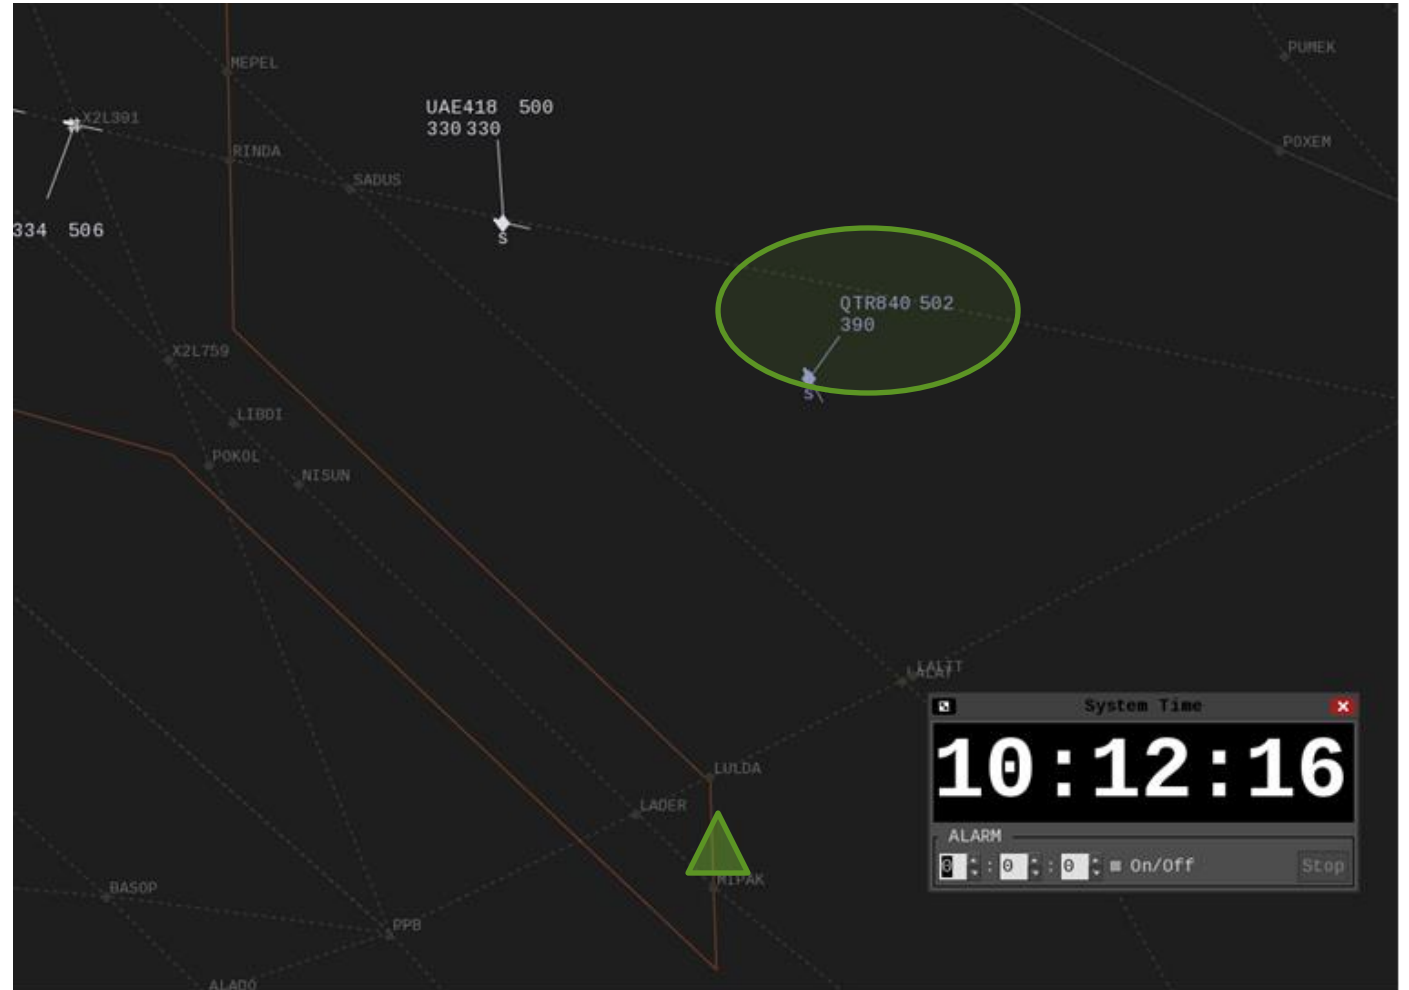 PUMEK
MEPEL
UAE418 500
330 330
X2L391
POXEM
RINDA
SADUS
334 506
QTR840 502
390
S
S
X2L759
LIBDI
POKOL
NISUN
LALIT
System Time
10:12:16
LULDA
LADER
ALARM
0 : 0 : 0 On/Off Stop
MIPAK
BASOP
PPB
ALADO